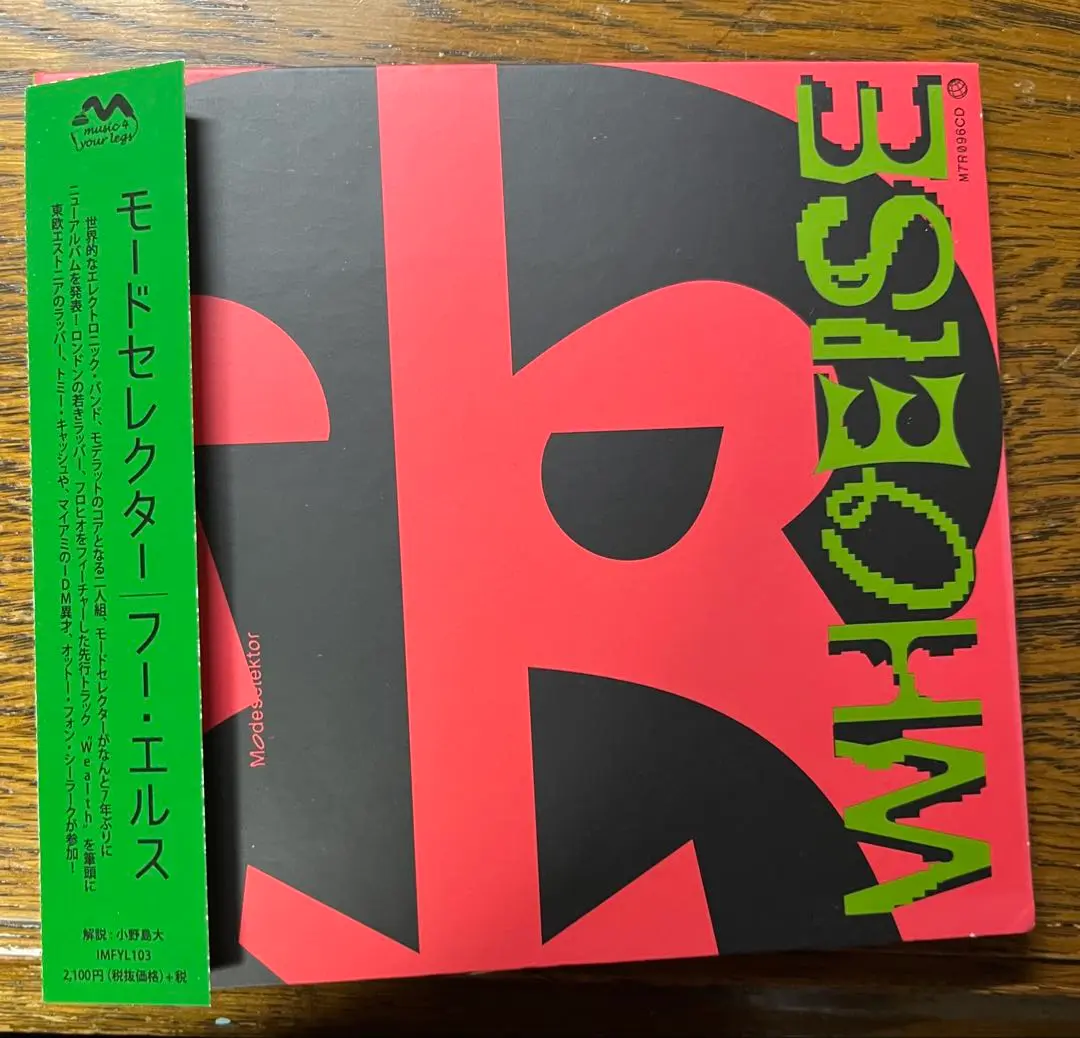 music 4
your legs
モードセレクター｜フー・エルス
世界的なエレクトロニック・バンド、モデラットのコアとなる二人組、モードセレクターがなんと7年ぶりに
ニューアルバムを発表！ロンドンの若きラッパー、フロヒオをフィーチャーした先行トラック "Wealth" を筆頭に
東欧エストニアのラッパー、トミー・キャッシュや、マイアミのIDM異才、オットー・フォン・シーラークが参加！
解説：小野島大
IMFYL103
2,100円（税抜価格）+税
Modeselektor
WHO ELSE
M7R096CD